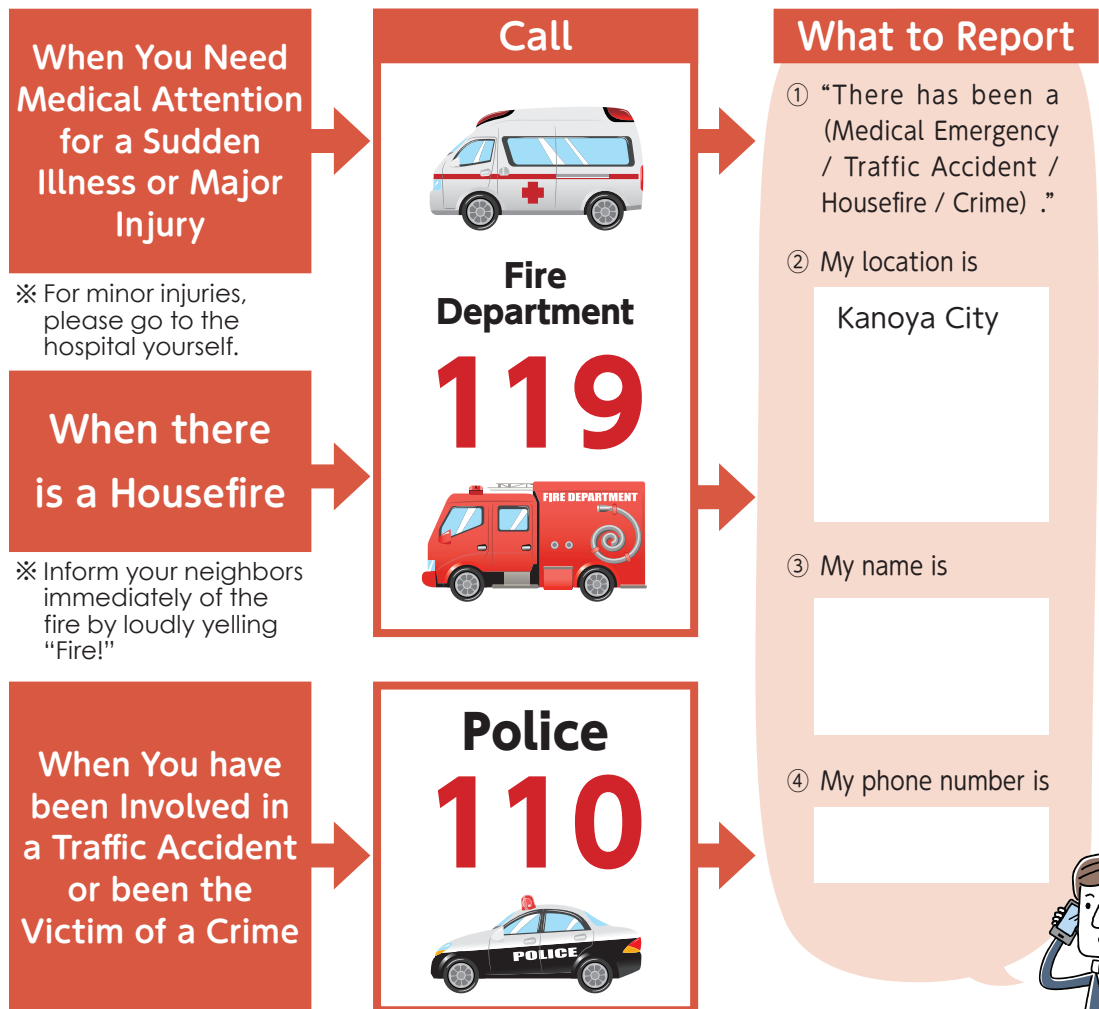 When You Need
Medical Attention
for a Sudden
Illness or Major
Injury
※ For minor injuries,
please go to the
hospital yourself.
When there
is a Housefire
※ Inform your neighbors
immediately of the
fire by loudly yelling
“Fire!”
When You have
been Involved in
a Traffic Accident
or been the
Victim of a Crime
Call
Fire
Department
119
FIRE DEPARTMENT
Police
110
POLICE
What to Report
① “There has been a
(Medical Emergency
/ Traffic Accident /
Housefire / Crime) .”
② My location is
Kanoya City
③ My name is
④ My phone number is